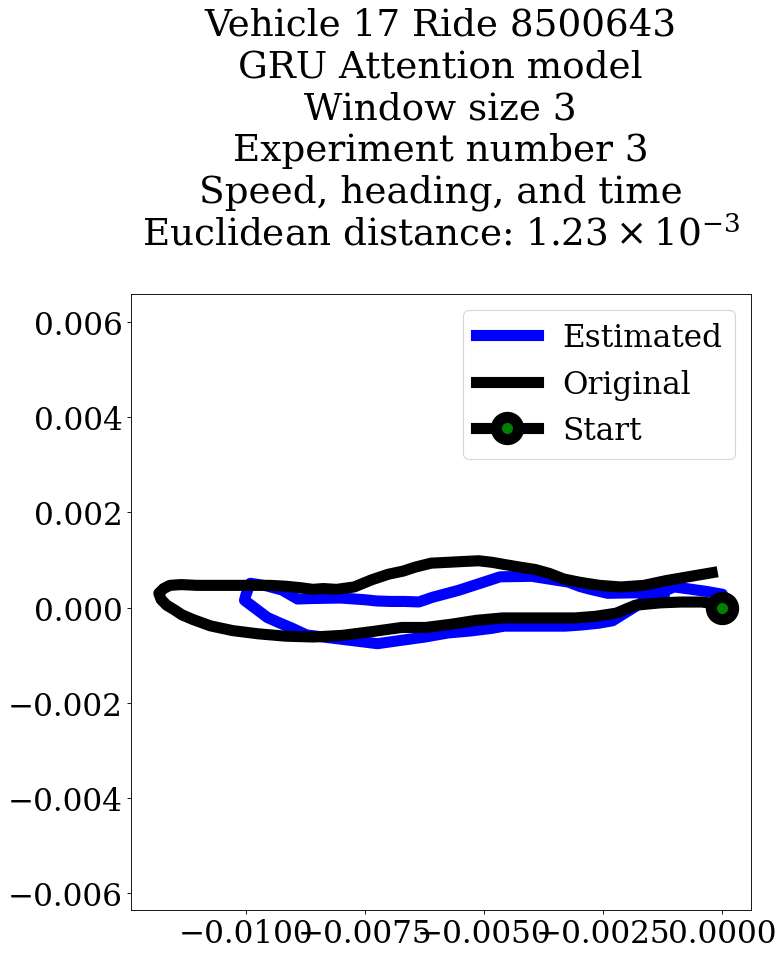 Vehicle 17 Ride 8500643
GRU Attention model
Window size 3
Experiment number 3
Speed, heading, and time
Euclidean distance: 1.23 × 10⁻³
Estimated
Original
Start
0.006
0.004
0.002
0.000
−0.002
−0.004
−0.006
−0.0100 −0.0075 −0.0050 −0.0025 0.0000